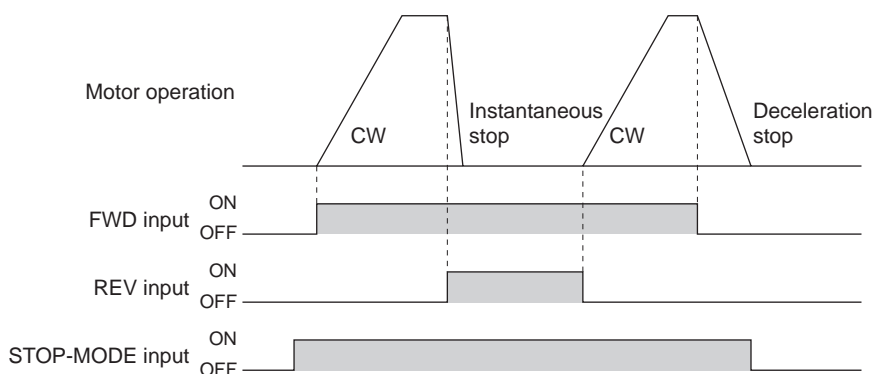 Motor operation
CW
Instantaneous
stop
CW
Deceleration
stop
FWD input
ON
OFF
REV input
ON
OFF
STOP-MODE input
ON
OFF